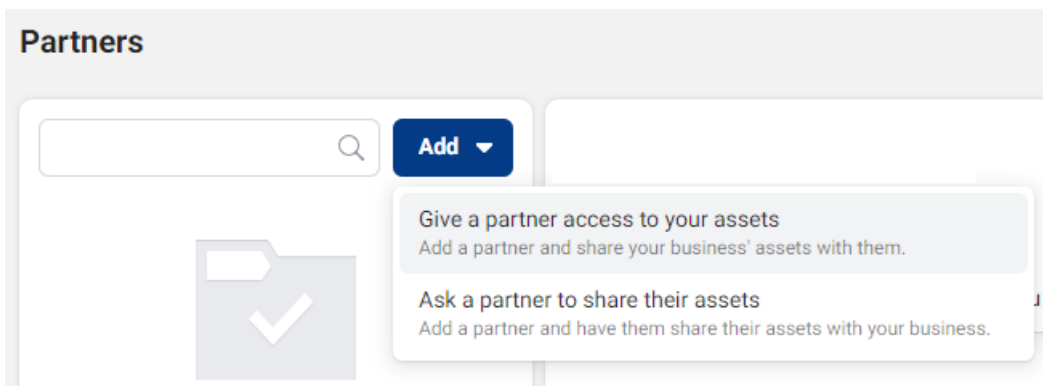 Partners
Add
Give a partner access to your assets
Add a partner and share your business' assets with them.
Ask a partner to share their assets
Add a partner and have them share their assets with your business.